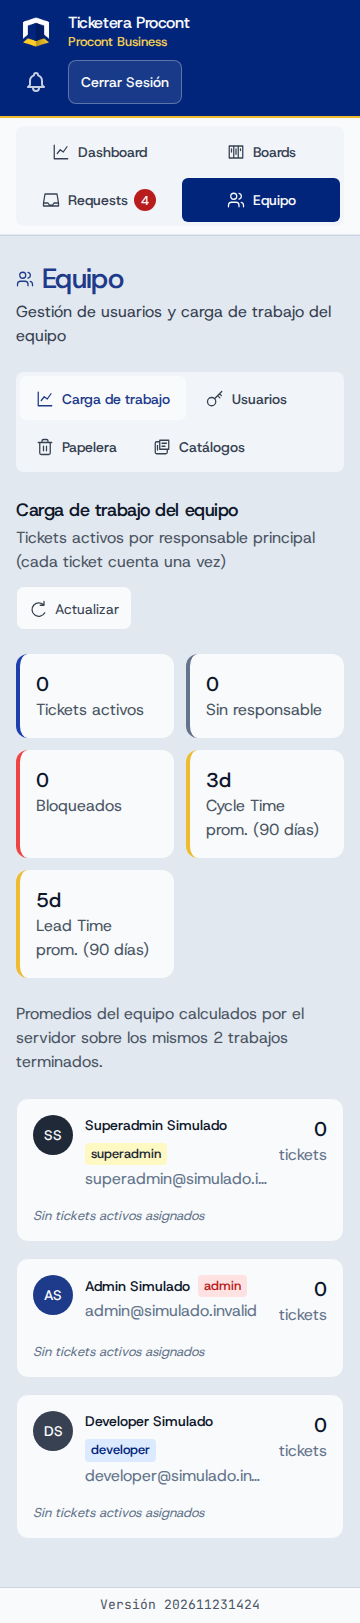 Ticketera Procont
Procont Business
Cerrar Sesión
Dashboard
Boards
Requests 4
Equipo
Equipo
Gestión de usuarios y carga de trabajo del
equipo
Carga de trabajo
Usuarios
Papelera
Catálogos
Carga de trabajo del equipo
Tickets activos por responsable principal
(cada ticket cuenta una vez)
Actualizar
0
Tickets activos
0
Sin responsable
0
Bloqueados
3d
Cycle Time
prom. (90 días)
5d
Lead Time
prom. (90 días)
Promedios del equipo calculados por el
servidor sobre los mismos 2 trabajos
terminados.
SS
Superadmin Simulado
superadmin
superadmin@simulado.i...
0
tickets
Sin tickets activos asignados
AS
Admin Simulado admin
admin@simulado.invalid
0
tickets
Sin tickets activos asignados
DS
Developer Simulado
developer
developer@simulado.in...
0
tickets
Sin tickets activos asignados
Versión 202611231424